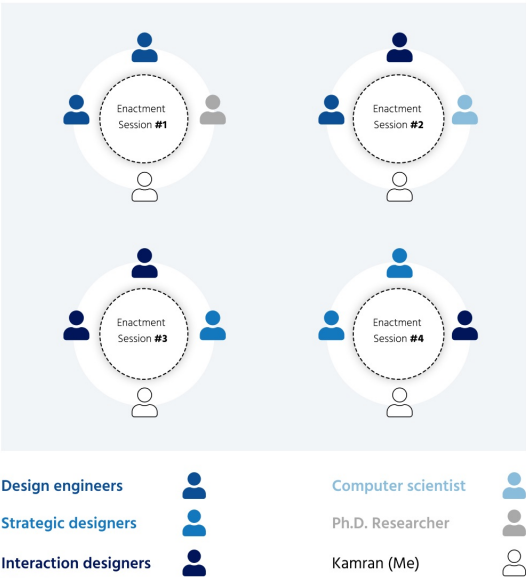 Enactment
Session #1
Enactment
Session #2
Enactment
Session #3
Enactment
Session #4
Design engineers
Computer scientist
Strategic designers
Ph.D. Researcher
Interaction designers
Kamran (Me)